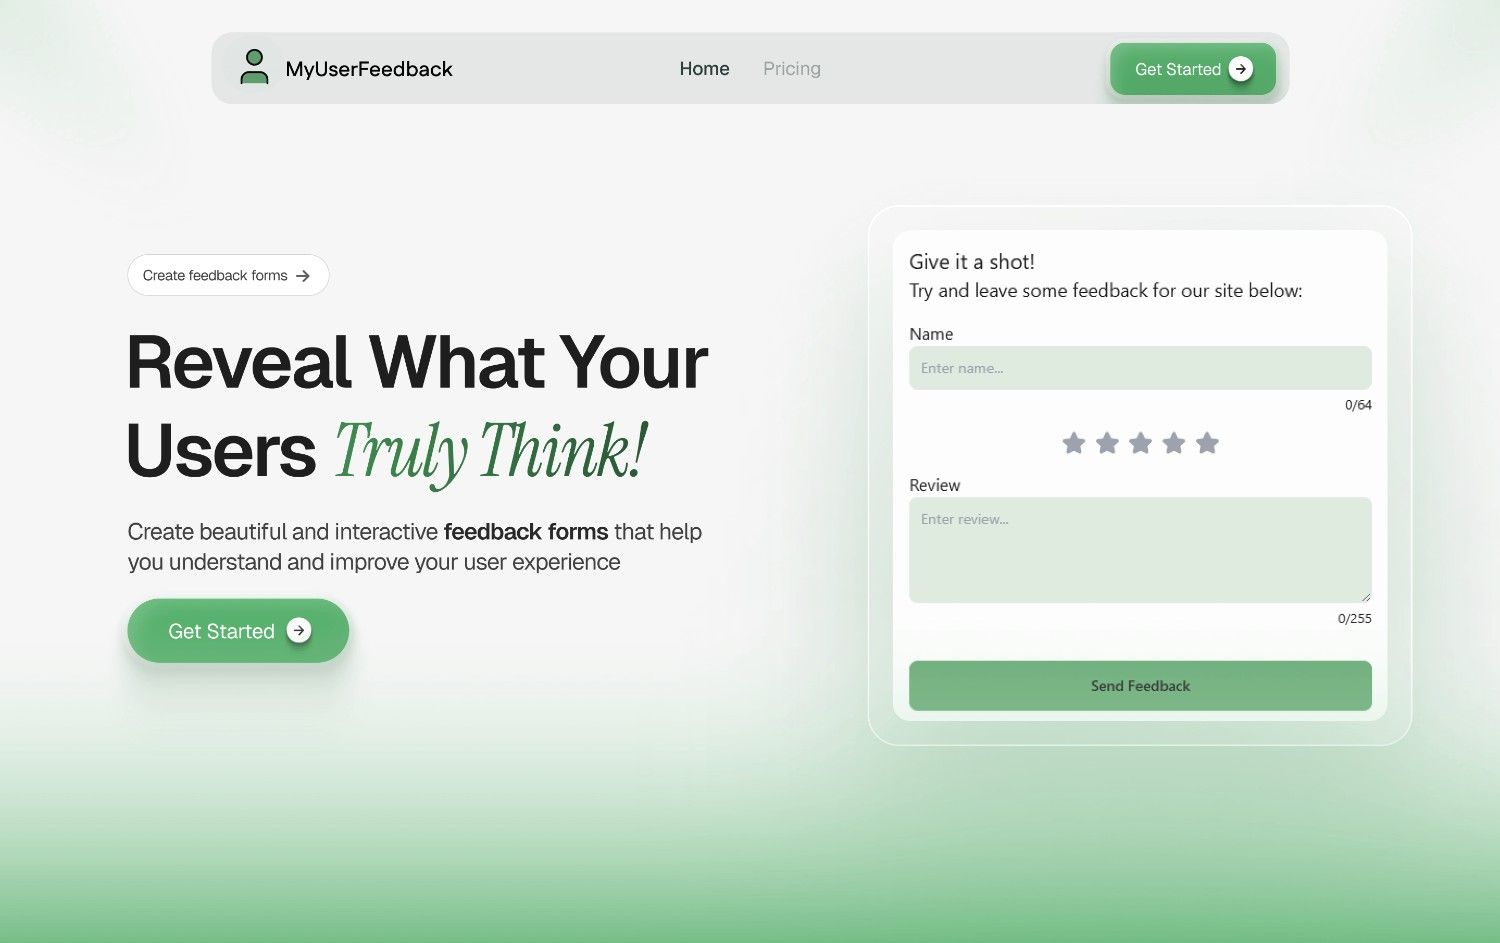 MyUserFeedback
Home
Pricing
Get Started
Create feedback forms
Reveal What Your
Users Truly Think!
Create beautiful and interactive feedback forms that help
you understand and improve your user experience
Get Started
Give it a shot!
Try and leave some feedback for our site below:
Name
Enter name...
0/64
Review
Enter review...
0/255
Send Feedback